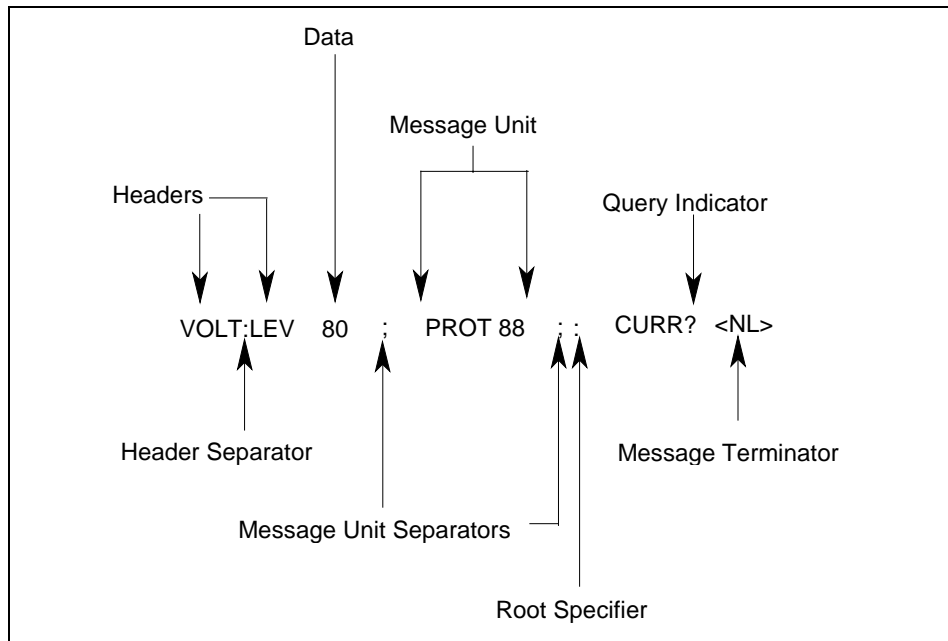 Data
Message Unit
Headers
Query Indicator
VOLT:LEV 80 ; PROT 88 ; : CURR? <NL>
Header Separator
Message Terminator
Message Unit Separators
Root Specifier